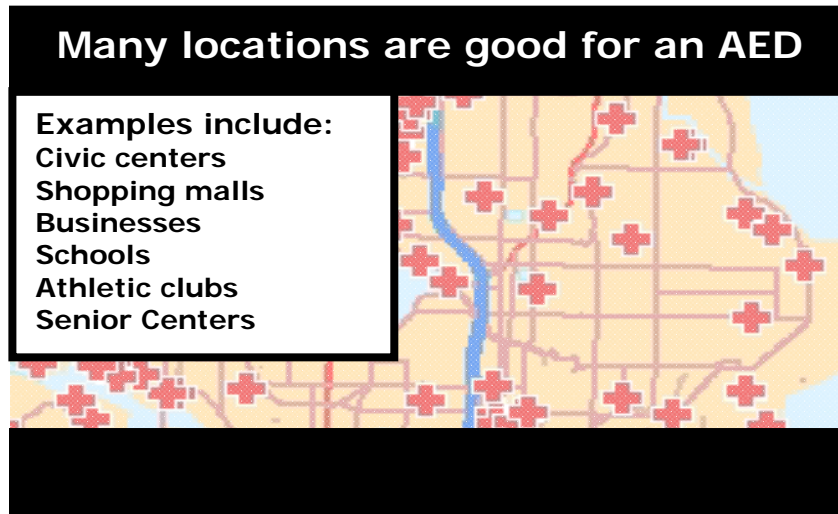 Many locations are good for an AED
Examples include:
Civic centers
Shopping malls
Businesses
Schools
Athletic clubs
Senior Centers